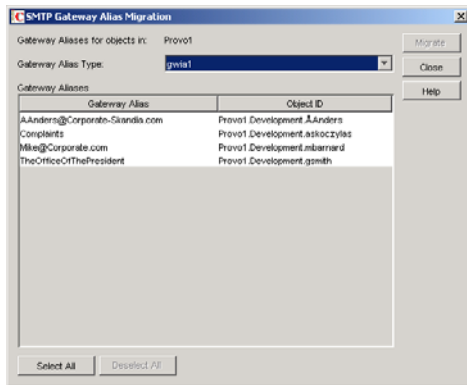 SMTP Gateway Alias Migration
Gateway Aliases for objects in: Provo1
Migrate
Gateway Alias Type: gwia1
Close
Gateway Aliases
Help
Gateway Alias Object ID
AAnders@Corporate-Skandia.com Provo1.Development.ÅAnders
Complaints Provo1.Development.askoczylas
Mike@Corporate.com Provo1.Development.mbarnard
TheOfficeOfThePresident Provo1.Development.gsmith
Select All Deselect All